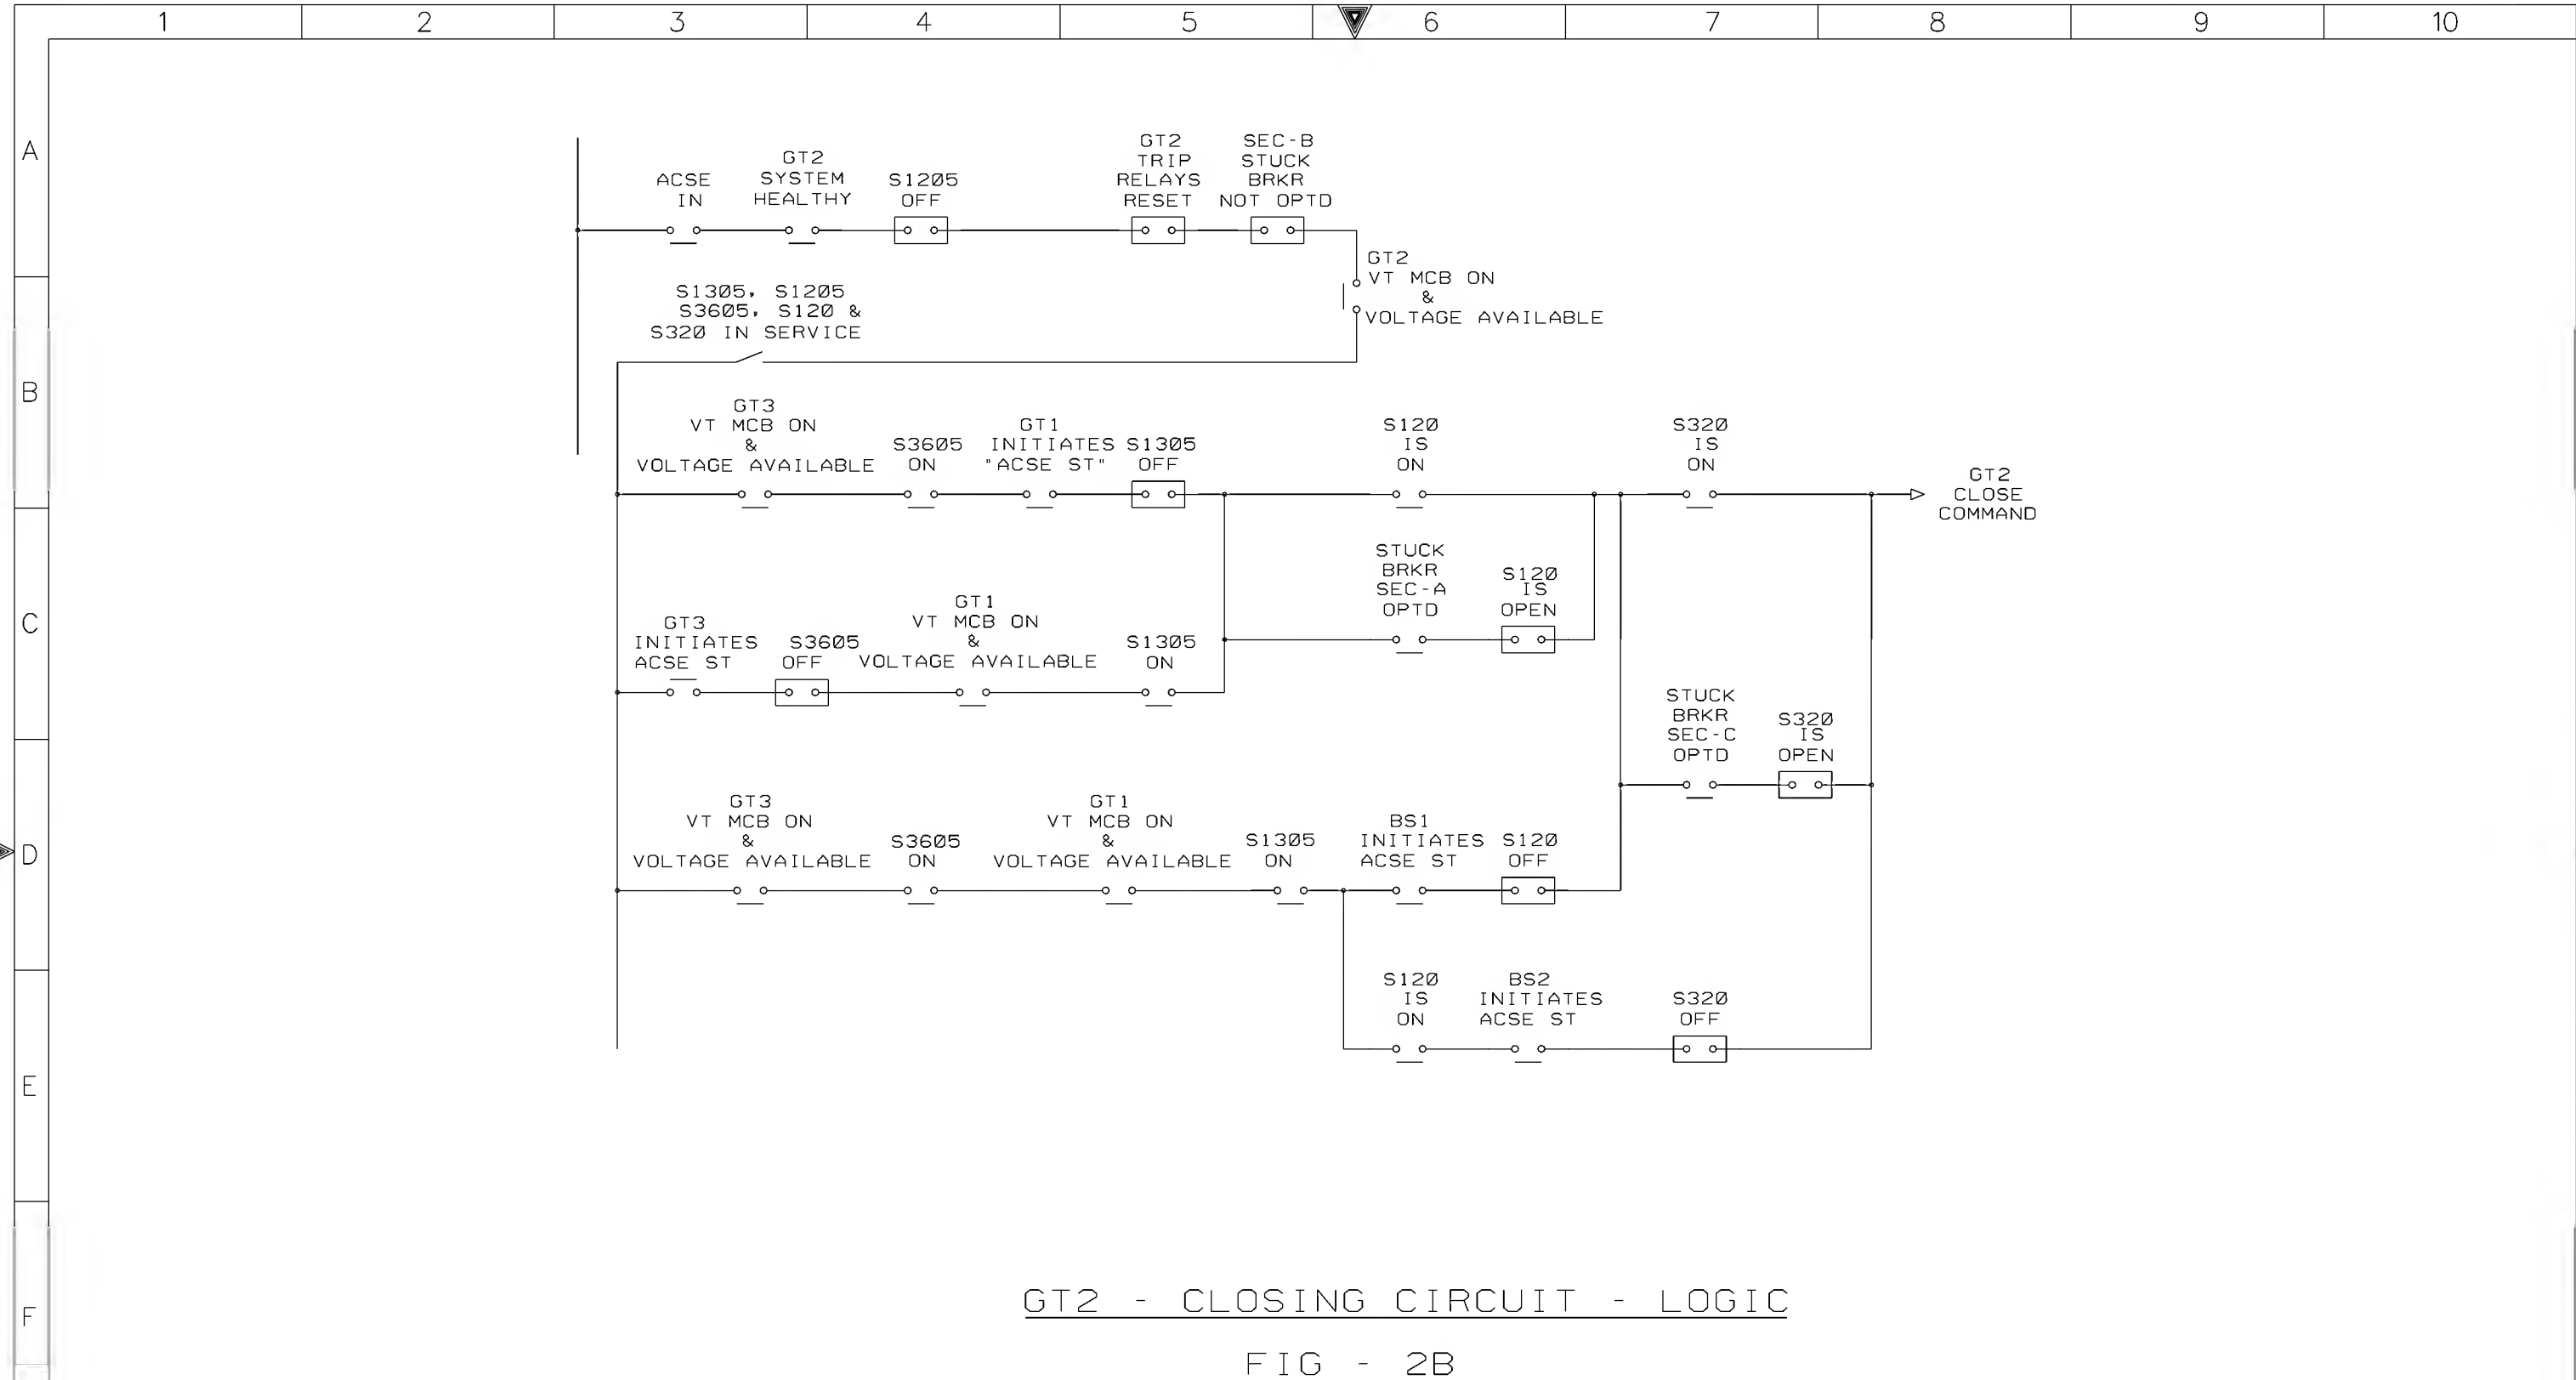 1 2 3 4 5 6 7 8 9 10
A
B
C
D
E
F
ACSE
IN
GT2
SYSTEM
HEALTHY
S1205
OFF
GT2
TRIP
RELAYS
RESET
SEC-B
STUCK
BRKR
NOT OPTD
GT2
VT MCB ON
&
VOLTAGE AVAILABLE
S1305, S1205
S3605, S120 &
S320 IN SERVICE
GT3
VT MCB ON
&
VOLTAGE AVAILABLE
S3605
ON
GT1
INITIATES
"ACSE ST"
S1305
OFF
S120
IS
ON
S320
IS
ON
GT2
CLOSE
COMMAND
STUCK
BRKR
SEC-A
OPTD
S120
IS
OPEN
GT3
INITIATES
ACSE ST
S3605
OFF
GT1
VT MCB ON
&
VOLTAGE AVAILABLE
S1305
ON
STUCK
BRKR
SEC-C
OPTD
S320
IS
OPEN
GT3
VT MCB ON
&
VOLTAGE AVAILABLE
S3605
ON
GT1
VT MCB ON
&
VOLTAGE AVAILABLE
S1305
ON
BS1
INITIATES
ACSE ST
S120
OFF
S120
IS
ON
BS2
INITIATES
ACSE ST
S320
OFF
GT2 - CLOSING CIRCUIT - LOGIC
FIG - 2B